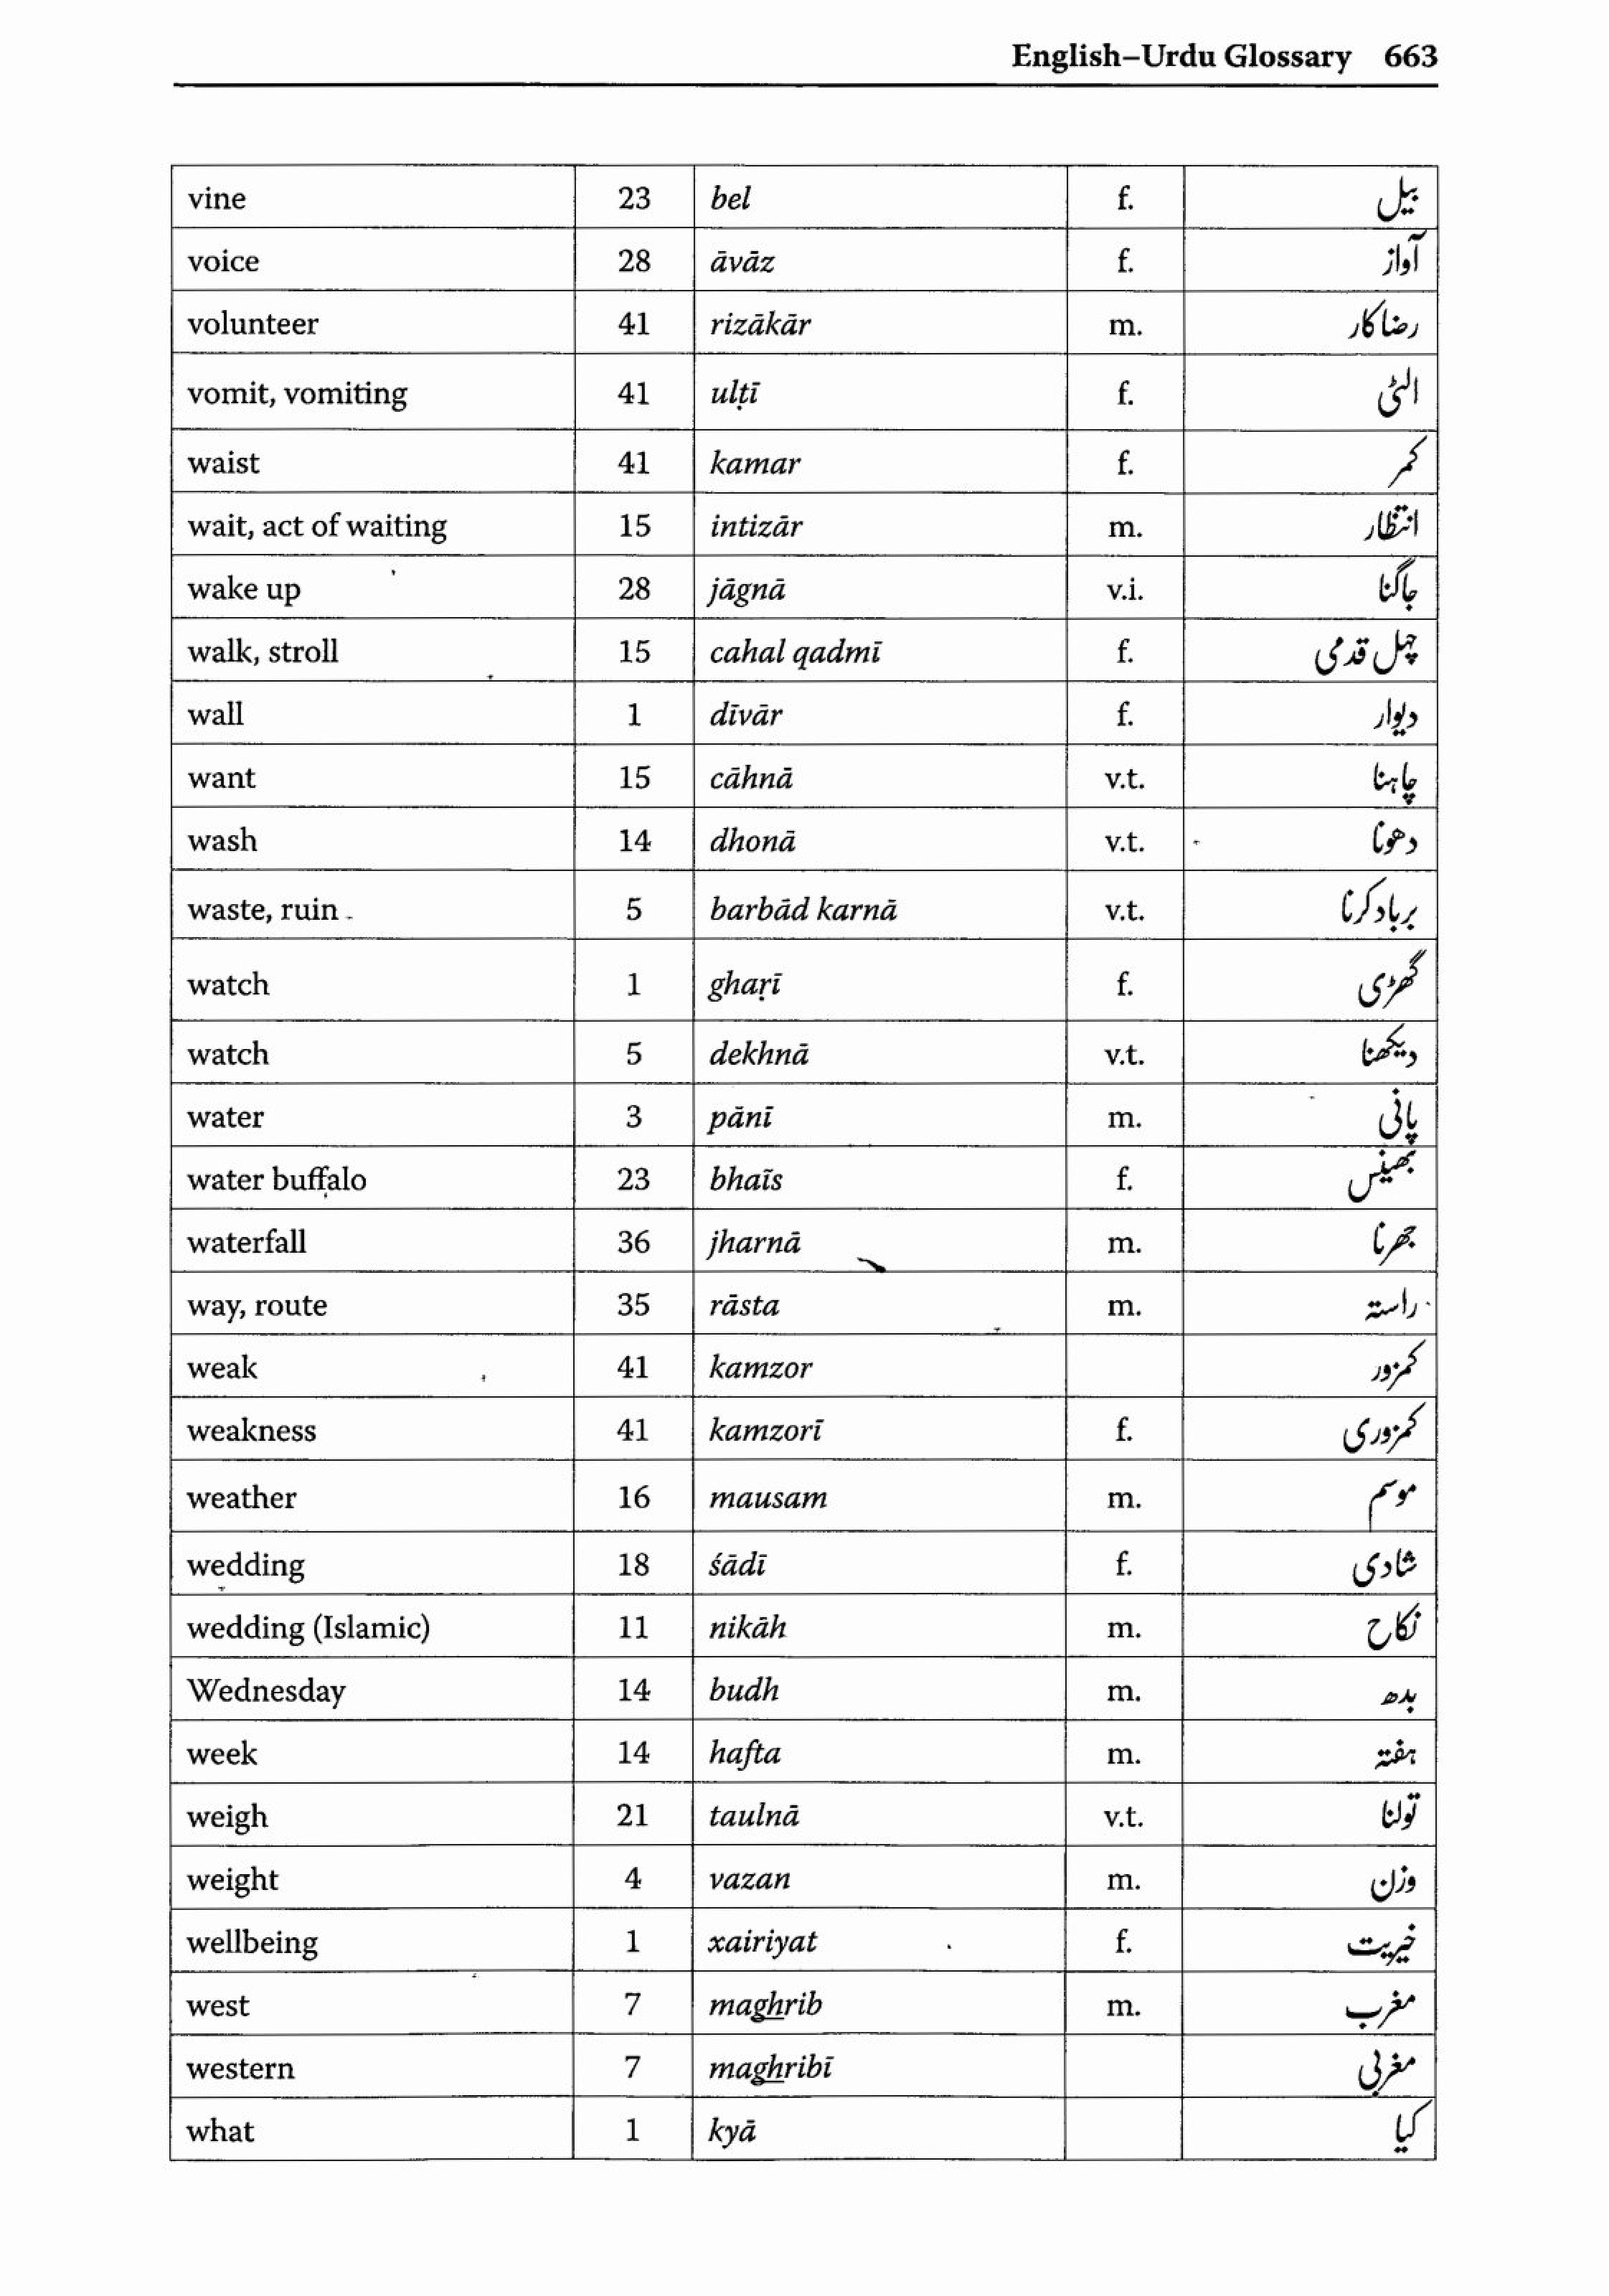 English–Urdu Glossary 663
vine 23 bel f. بیل
voice 28 āvāz f. آواز
volunteer 41 rizākār m. رضاکار
vomit, vomiting 41 ulṭī f. الٹی
waist 41 kamar f. کمر
wait, act of waiting 15 intizār m. انتظار
wake up 28 jāgnā v.i. جاگنا
walk, stroll 15 cahal qadmī f. چہل قدمی
wall 1 dīvār f. دیوار
want 15 cāhnā v.t. چاہنا
wash 14 dhonā v.t. دھونا
waste, ruin 5 barbād karnā v.t. برباد کرنا
watch 1 ghaṛī f. گھڑی
watch 5 dekhnā v.t. دیکھنا
water 3 pānī m. پانی
water buffalo 23 bhaĩs f. بھینس
waterfall 36 jharnā m. جھرنا
way, route 35 rāsta m. راستہ
weak 41 kamzor کمزور
weakness 41 kamzorī f. کمزوری
weather 16 mausam m. موسم
wedding 18 śādī f. شادی
wedding (Islamic) 11 nikāh m. نکاح
Wednesday 14 budh m. بدھ
week 14 hafta m. ہفتہ
weigh 21 taulnā v.t. تولنا
weight 4 vazan m. وزن
wellbeing 1 xairiyat f. خیریت
west 7 maghrib m. مغرب
western 7 maghribī مغربی
what 1 kyā کیا